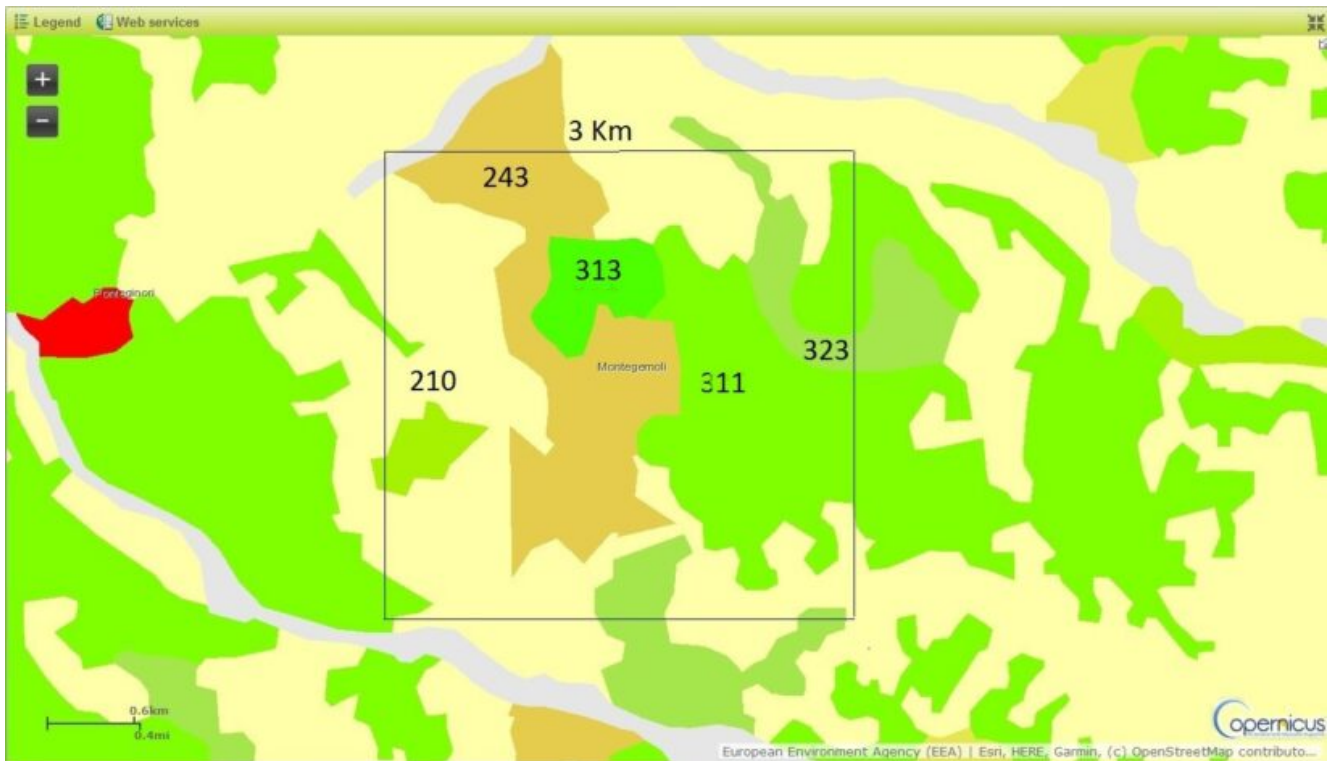 Legend Web services
+
−
3 Km
243
313
Ponteginori
323
Montegemoli
210
311
0.6km
0.4mi
opernicus
European Environment Agency (EEA) | Esri, HERE, Garmin, (c) OpenStreetMap contributo...